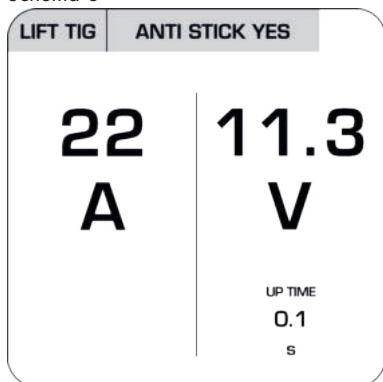 LIFT TIG ANTI STICK YES
22 11.3
A V
UP TIME
0.1
s